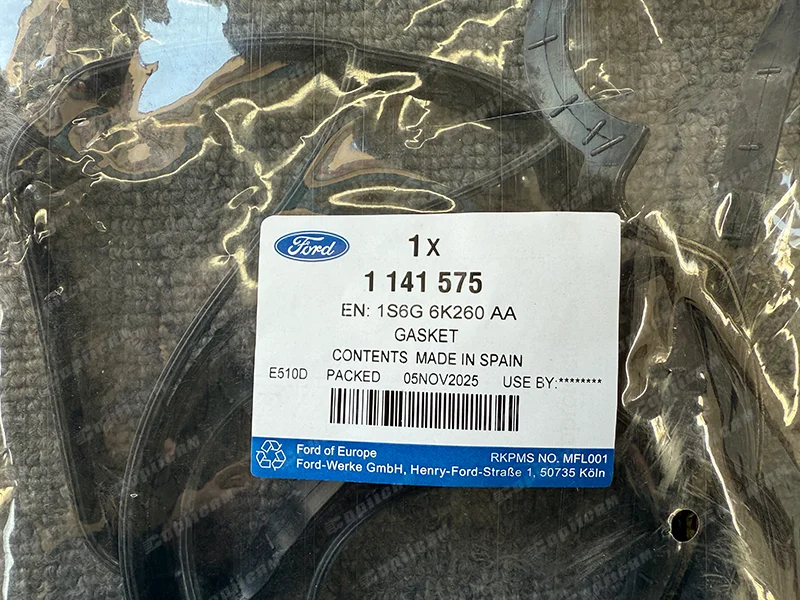 Ford
1x
1 141 575
EN: 1S6G 6K260 AA
GASKET
CONTENTS MADE IN SPAIN
E510D PACKED 05NOV2025 USE BY:********
Ford of Europe RKPMS NO. MFL001
Ford-Werke GmbH, Henry-Ford-Straße 1, 50735 Köln